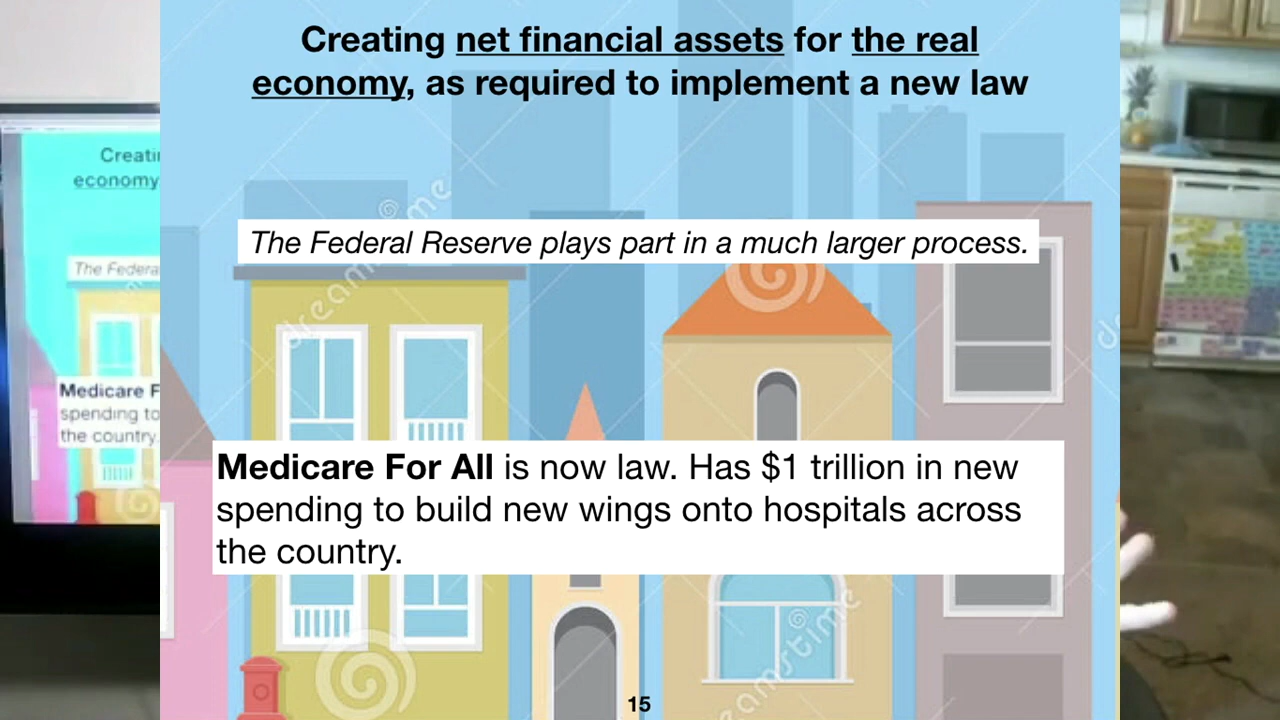 Creating net financial assets for the real
economy, as required to implement a new law
The Federal Reserve plays part in a much larger process.
Medicare For All is now law. Has $1 trillion in new
spending to build new wings onto hospitals across
the country.
15
Creati
economy
The Federa
Medicare F
spending to
the country.
dreamstime
dreamstime